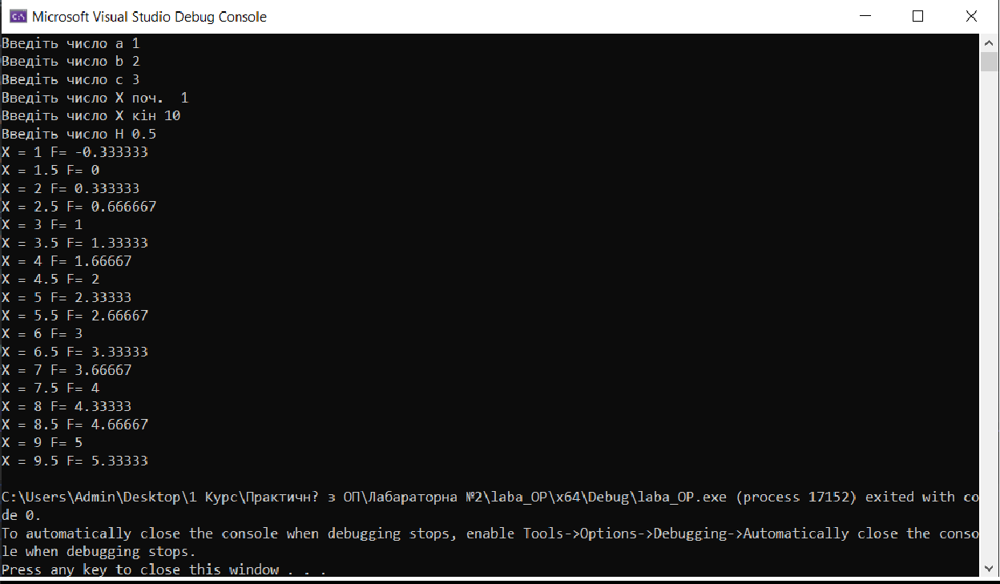 Microsoft Visual Studio Debug Console
Введіть число a 1
Введіть число b 2
Введіть число c 3
Введіть число X поч.  1
Введіть число X кін 10
Введіть число H 0.5
X = 1 F= -0.333333
X = 1.5 F= 0
X = 2 F= 0.333333
X = 2.5 F= 0.666667
X = 3 F= 1
X = 3.5 F= 1.33333
X = 4 F= 1.66667
X = 4.5 F= 2
X = 5 F= 2.33333
X = 5.5 F= 2.66667
X = 6 F= 3
X = 6.5 F= 3.33333
X = 7 F= 3.66667
X = 7.5 F= 4
X = 8 F= 4.33333
X = 8.5 F= 4.66667
X = 9 F= 5
X = 9.5 F= 5.33333
C:\Users\Admin\Desktop\1 Курс\Практичн? з ОП\Лабараторна №2\laba_OP\x64\Debug\laba_OP.exe (process 17152) exited with co
de 0.
To automatically close the console when debugging stops, enable Tools->Options->Debugging->Automatically close the conso
le when debugging stops.
Press any key to close this window . . .